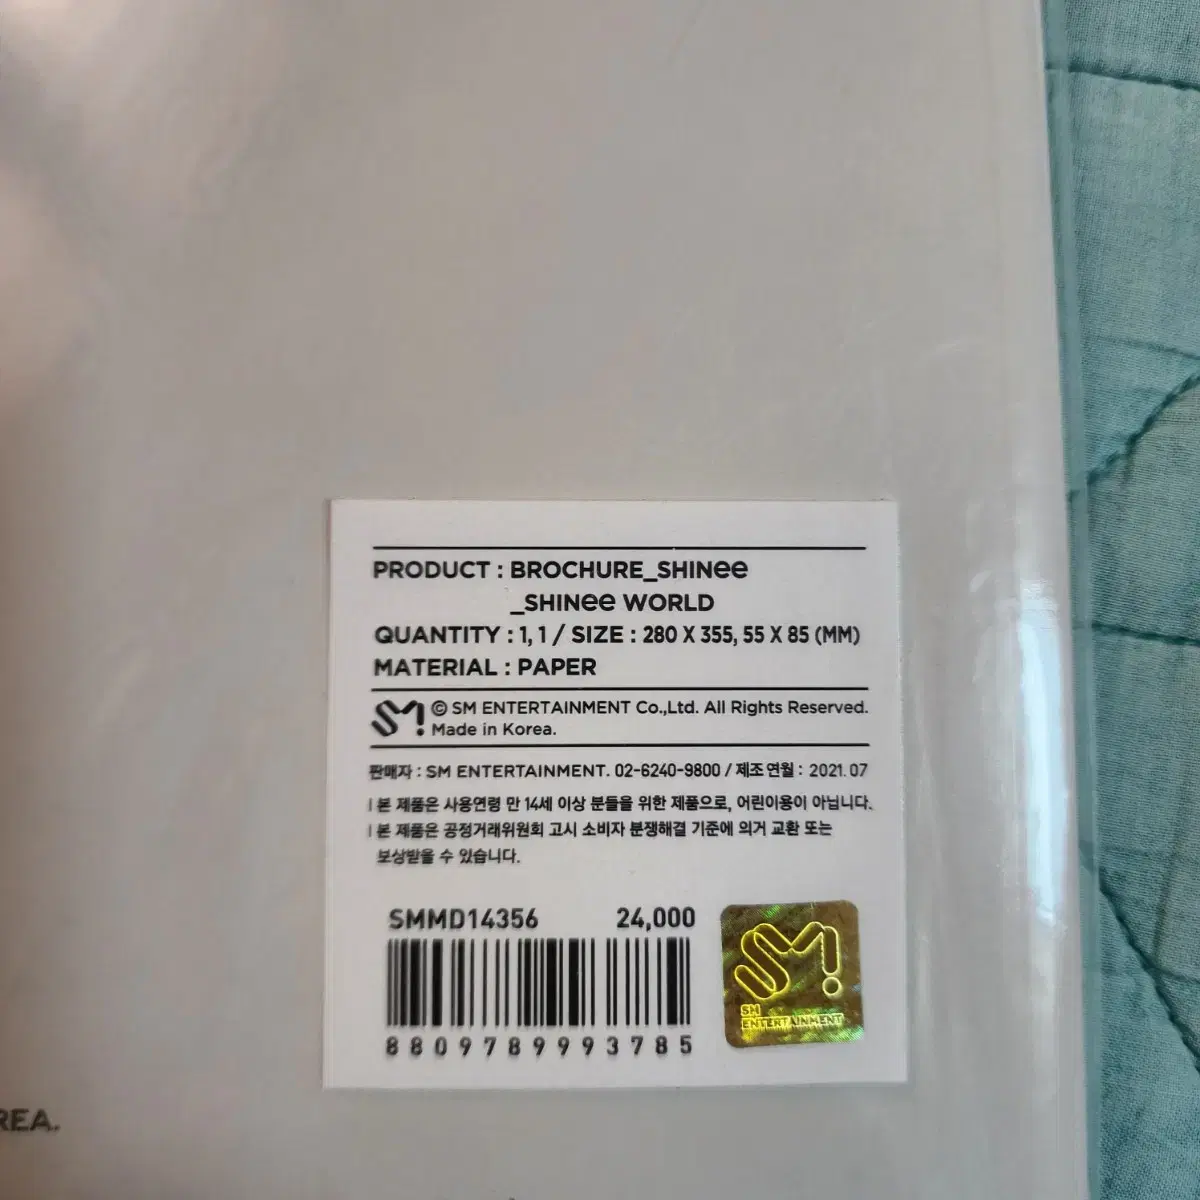 PRODUCT : BROCHURE_SHINee
_SHINee WORLD
QUANTITY : 1, 1 / SIZE : 280 X 355, 55 X 85 (MM)
MATERIAL : PAPER
SM! © SM ENTERTAINMENT Co.,Ltd. All Rights Reserved.
Made in Korea.
판매자 : SM ENTERTAINMENT. 02-6240-9800 / 제조연월 : 2021. 07
I 본 제품은 사용연령 만 14세 이상 분들을 위한 제품으로, 어린이용이 아닙니다.
I 본 제품은 공정거래위원회 고시 소비자 분쟁해결 기준에 의거 교환 또는
보상받을 수 있습니다.
SMMD14356 24,000
8809789993785
SM!
SM
ENTERTAINMENT
REA.